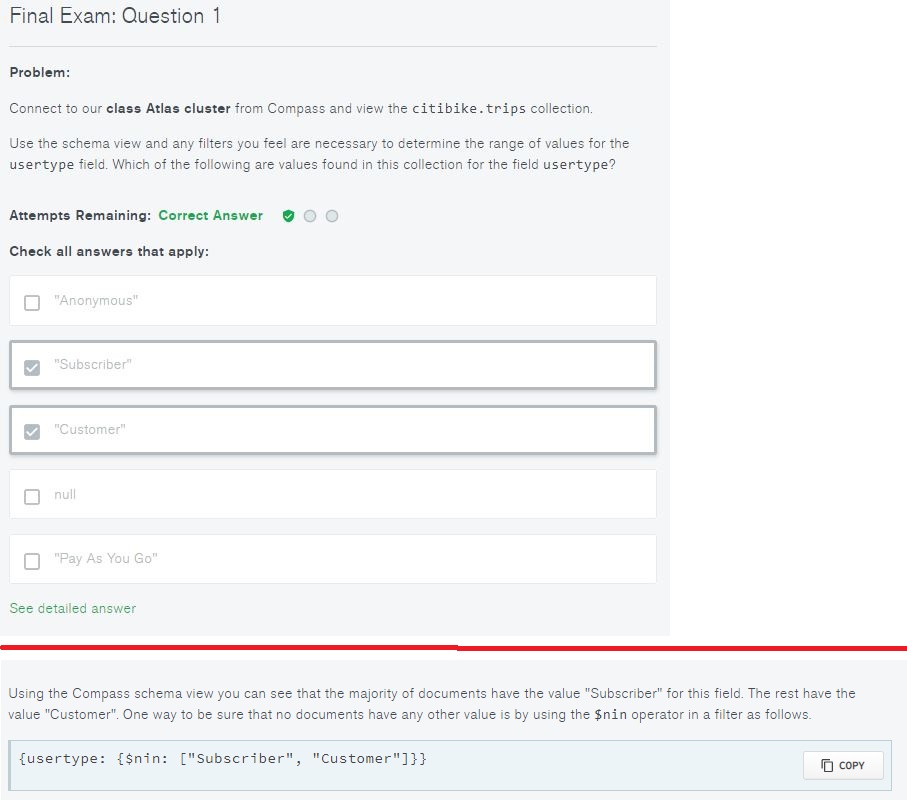 Final Exam: Question 1
Problem:
Connect to our class Atlas cluster from Compass and view the citibike.trips collection.
Use the schema view and any filters you feel are necessary to determine the range of values for the
usertype field. Which of the following are values found in this collection for the field usertype?
Attempts Remaining: Correct Answer
Check all answers that apply:
"Anonymous"
"Subscriber"
"Customer"
null
"Pay As You Go"
See detailed answer
Using the Compass schema view you can see that the majority of documents have the value "Subscriber" for this field. The rest have the
value "Customer". One way to be sure that no documents have any other value is by using the $nin operator in a filter as follows.
{usertype: {$nin: ["Subscriber", "Customer"]}}
COPY